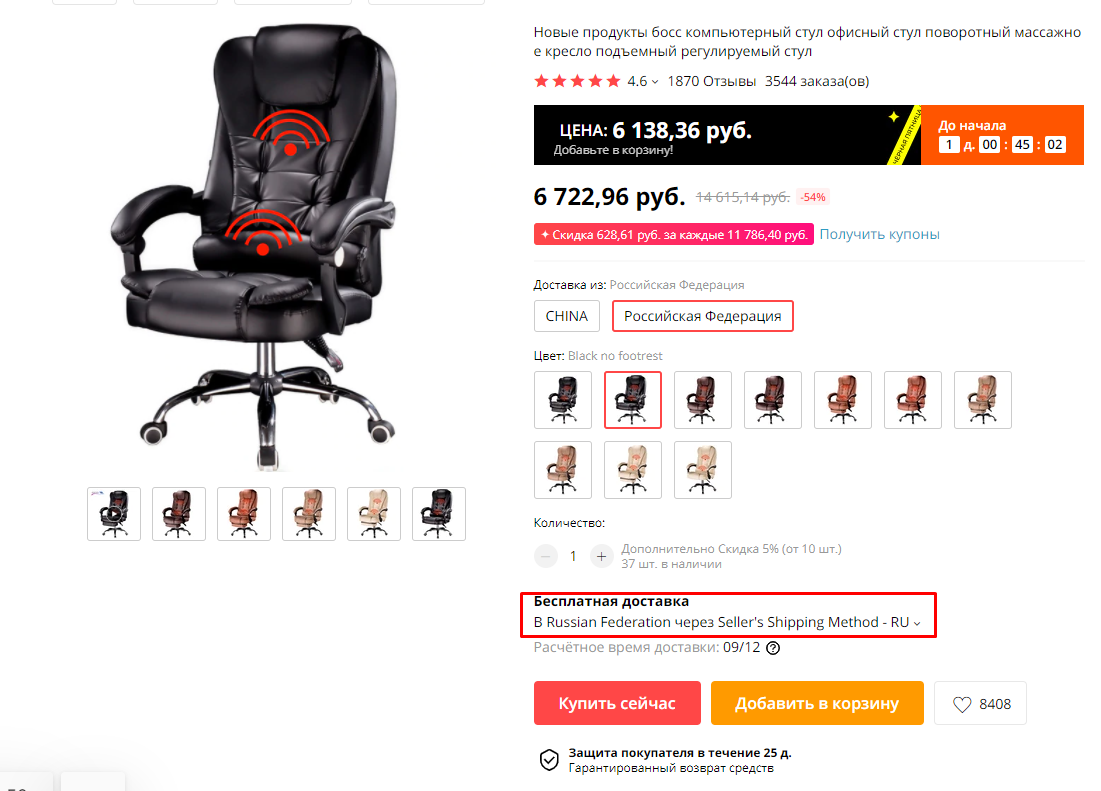 Новые продукты босс компьютерный стул офисный стул поворотный массажно
е кресло подъемный регулируемый стул
4.6 1870 Отзывы 3544 заказа(ов)
ЦЕНА: 6 138,36 руб.
Добавьте в корзину!
ЧЕРНАЯ ПЯТНИЦА
До начала
1 д. 00 : 45 : 02
6 722,96 руб. 14 615,14 руб. -54%
Скидка 628,61 руб. за каждые 11 786,40 руб. Получить купоны
Доставка из: Российская Федерация
CHINA Российская Федерация
Цвет: Black no footrest
Количество:
− 1 +
Дополнительно Скидка 5% (от 10 шт.)
37 шт. в наличии
Бесплатная доставка
В Russian Federation через Seller's Shipping Method - RU
Расчётное время доставки: 09/12 ?
Купить сейчас Добавить в корзину 8408
Защита покупателя в течение 25 д.
Гарантированный возврат средств